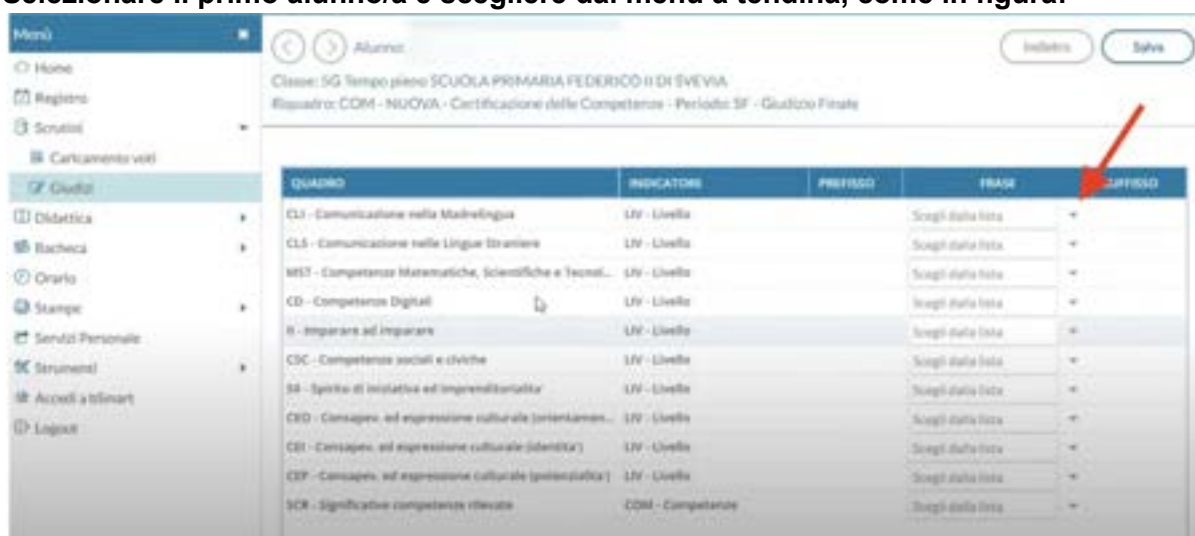 Selezionare il primo alunno/a e scegliere dal menu a tendina, come in figura:
Menù
Home
Registro
Scrutini
Caricamento voti
Giudizi
Didattica
Bacheca
Orario
Stampe
Servizi Personale
Strumenti
Accedi a bSmart
Logout
Alunno:
Indietro
Salva
Classe: 5G Tempo pieno SCUOLA PRIMARIA FEDERICO II DI SVEVIA
Riquadro: COM - NUOVA - Certificazione delle Competenze - Periodo: SF - Giudizio Finale
QUADRO INDICATORE PREFISSO FRASE SUFFISSO
CLI - Comunicazione nella Madrelingua LIV - Livello Scegli dalla lista
CLS - Comunicazione nelle Lingue Straniere LIV - Livello Scegli dalla lista
MST - Competenze Matematiche, Scientifiche e Tecnol... LIV - Livello Scegli dalla lista
CD - Competenze Digitali LIV - Livello Scegli dalla lista
II - Imparare ad imparare LIV - Livello Scegli dalla lista
CSC - Competenze sociali e civiche LIV - Livello Scegli dalla lista
Spirito di iniziativa ed imprenditorialita' LIV - Livello Scegli dalla lista
CEO - Consapev. ed espressione culturale (orientamen... LIV - Livello Scegli dalla lista
CEI - Consapev. ed espressione culturale (identita') LIV - Livello Scegli dalla lista
CEP - Consapev. ed espressione culturale (potenzialita') LIV - Livello Scegli dalla lista
SCR - Significative competenze rilevate COM - Competenze Scegli dalla lista